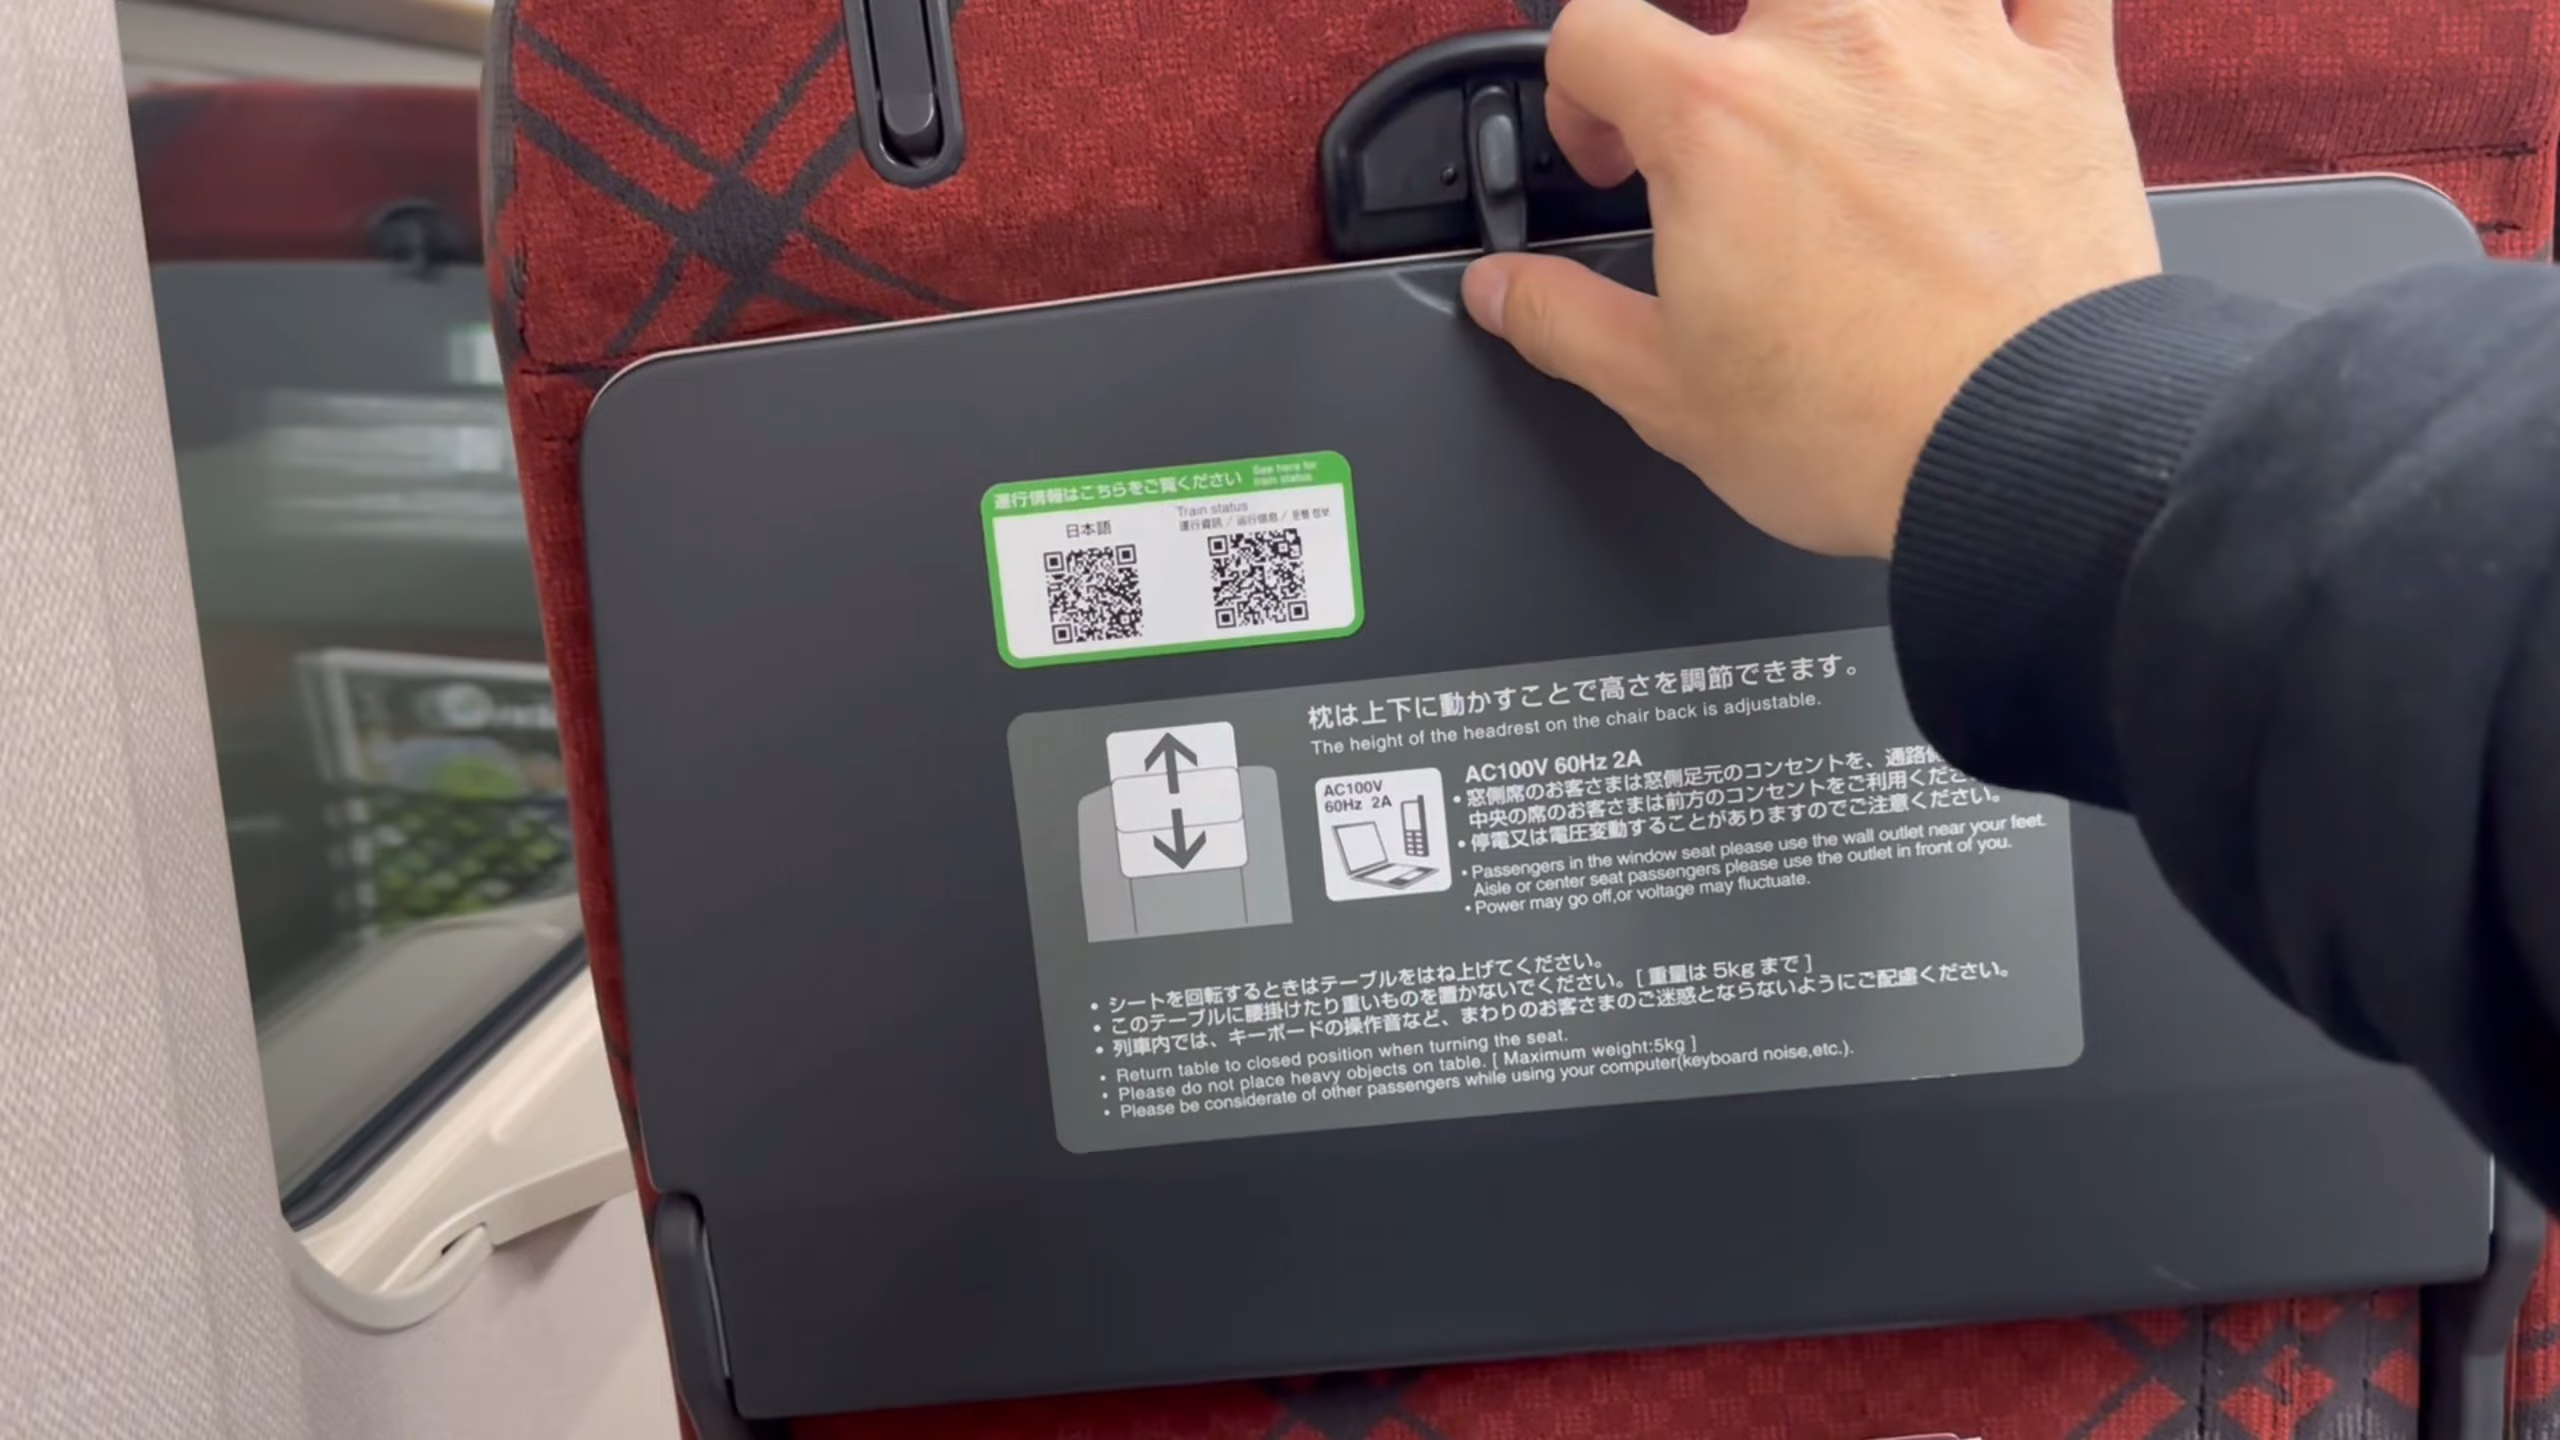 運行情報はこちらをご覧ください
See here for
train status
日本語
Train status
運行資訊 / 运行信息 / 운행 정보
枕は上下に動かすことで高さを調節できます。
The height of the headrest on the chair back is adjustable.
AC100V
60Hz 2A
AC100V 60Hz 2A
• 窓側席のお客さまは窓側足元のコンセントを、通路
中央の席のお客さまは前方のコンセントをご利用くだ
• 停電又は電圧変動することがありますのでご注意ください。
• Passengers in the window seat please use the wall outlet near your feet.
Aisle or center seat passengers please use the outlet in front of you.
• Power may go off,or voltage may fluctuate.
• シートを回転するときはテーブルをはね上げてください。
• このテーブルに腰掛けたり重いものを置かないでください。[ 重量は 5kg まで ]
• 列車内では、キーボードの操作音など、まわりのお客さまのご迷惑とならないようにご配慮ください。
• Return table to closed position when turning the seat.
• Please do not place heavy objects on table. [ Maximum weight:5kg ]
• Please be considerate of other passengers while using your computer(keyboard noise,etc.).